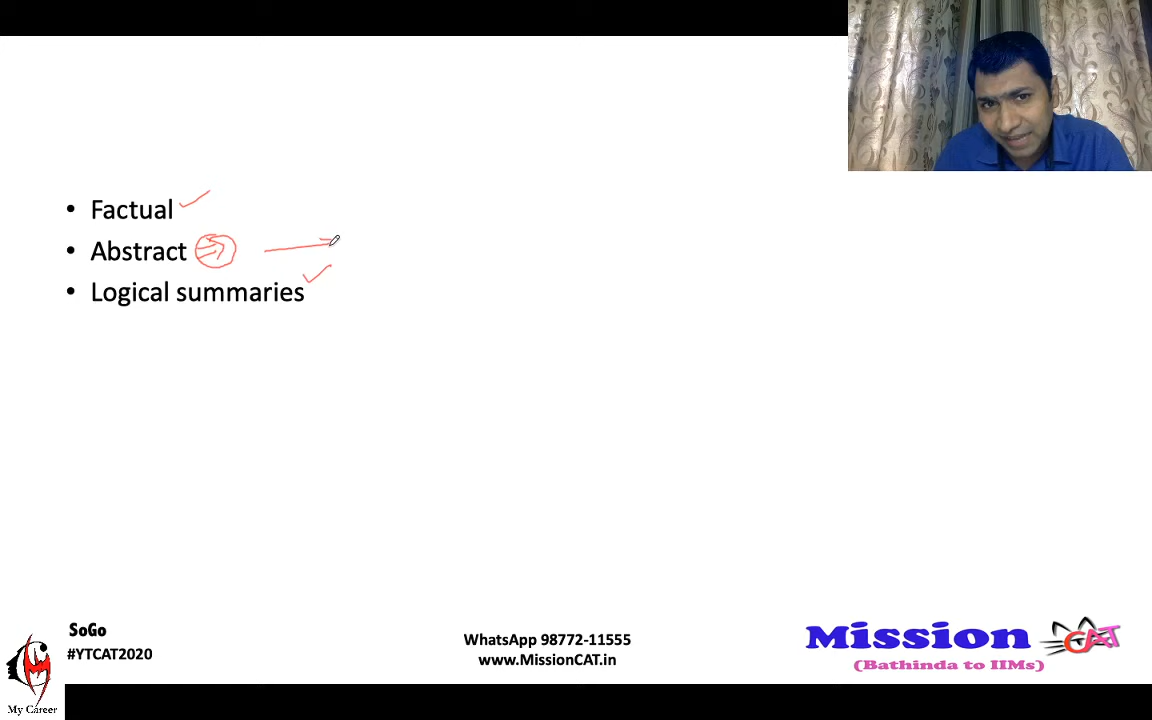 Factual
Abstract
Logical summaries
SoGo
#YTCAT2020
My Career
WhatsApp 98772-11555
www.MissionCAT.in
Mission CAT
(Bathinda to IIMs)